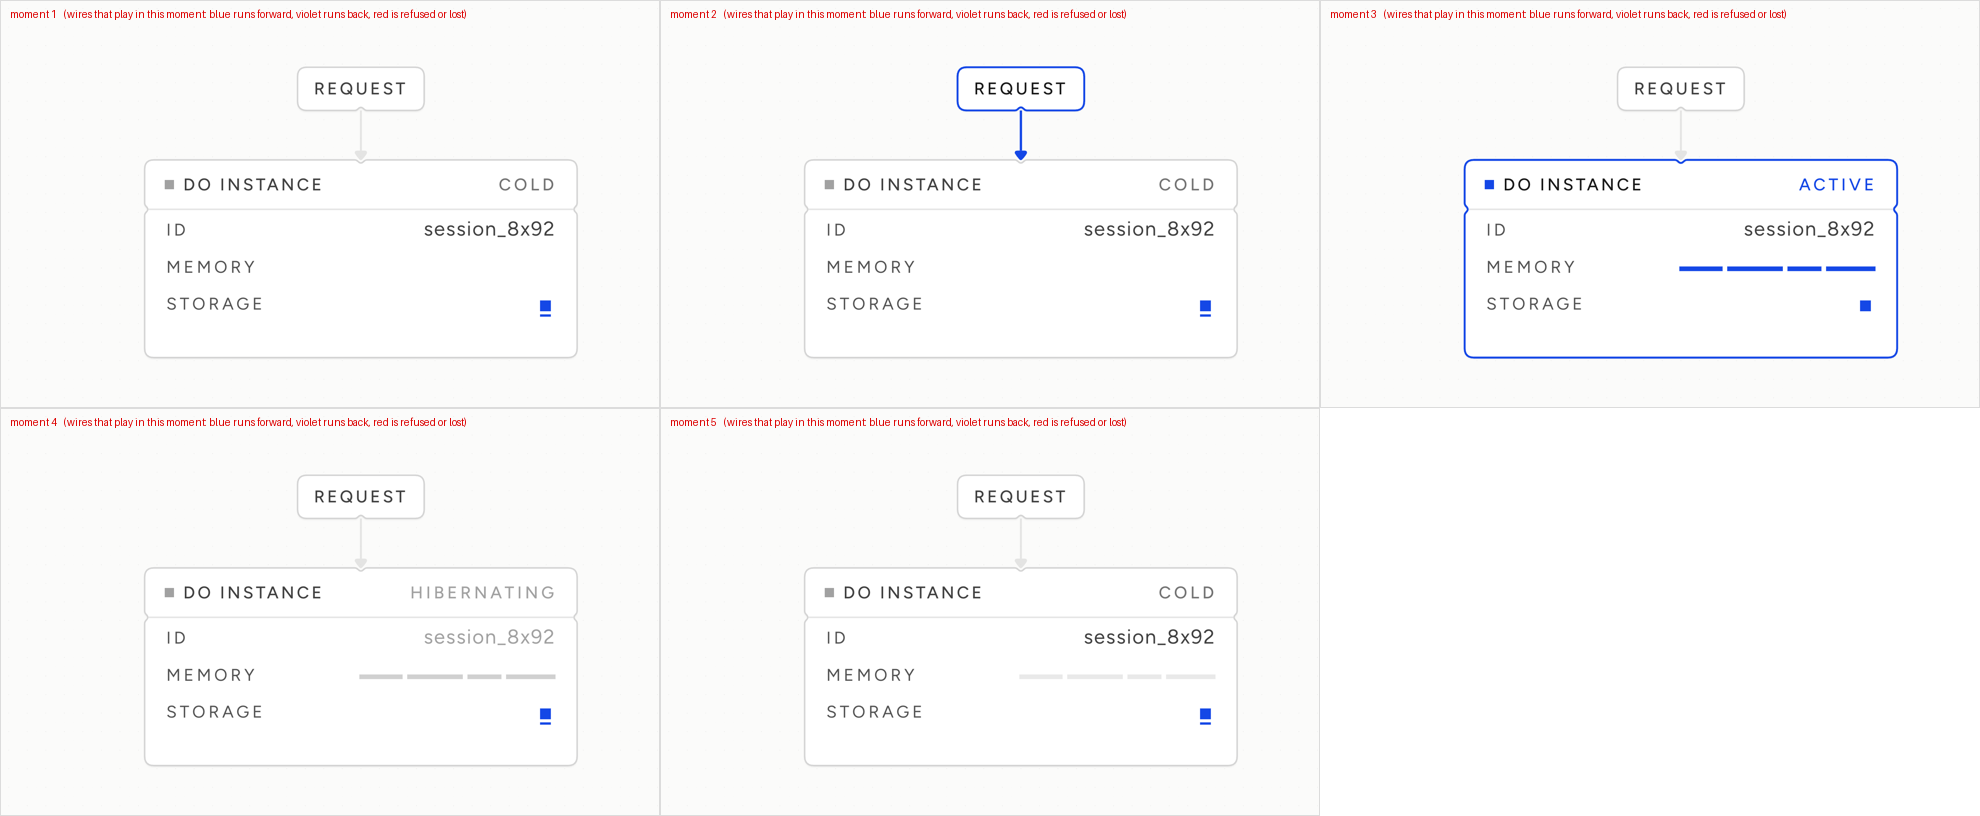 moment 1 (wires that play in this moment: blue runs forward, violet runs back, red is refused or lost)
REQUEST
DO INSTANCE COLD
ID session_8x92
MEMORY
STORAGE
moment 2 (wires that play in this moment: blue runs forward, violet runs back, red is refused or lost)
REQUEST
DO INSTANCE COLD
ID session_8x92
MEMORY
STORAGE
moment 3 (wires that play in this moment: blue runs forward, violet runs back, red is refused or lost)
REQUEST
DO INSTANCE ACTIVE
ID session_8x92
MEMORY
STORAGE
moment 4 (wires that play in this moment: blue runs forward, violet runs back, red is refused or lost)
REQUEST
DO INSTANCE HIBERNATING
ID session_8x92
MEMORY
STORAGE
moment 5 (wires that play in this moment: blue runs forward, violet runs back, red is refused or lost)
REQUEST
DO INSTANCE COLD
ID session_8x92
MEMORY
STORAGE